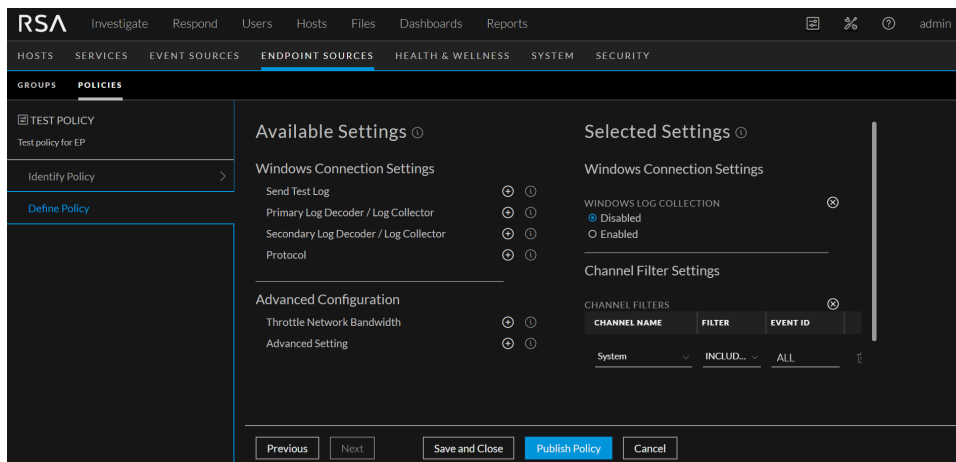 RSA Investigate Respond Users Hosts Files Dashboards Reports admin
HOSTS SERVICES EVENT SOURCES ENDPOINT SOURCES HEALTH & WELLNESS SYSTEM SECURITY
GROUPS POLICIES
TEST POLICY
Test policy for EP
Identify Policy
Define Policy
Available Settings
Windows Connection Settings
Send Test Log
Primary Log Decoder / Log Collector
Secondary Log Decoder / Log Collector
Protocol
Advanced Configuration
Throttle Network Bandwidth
Advanced Setting
Selected Settings
Windows Connection Settings
WINDOWS LOG COLLECTION
Disabled
Enabled
Channel Filter Settings
CHANNEL FILTERS
CHANNEL NAME FILTER EVENT ID
System INCLUD... ALL
Previous Next Save and Close Publish Policy Cancel